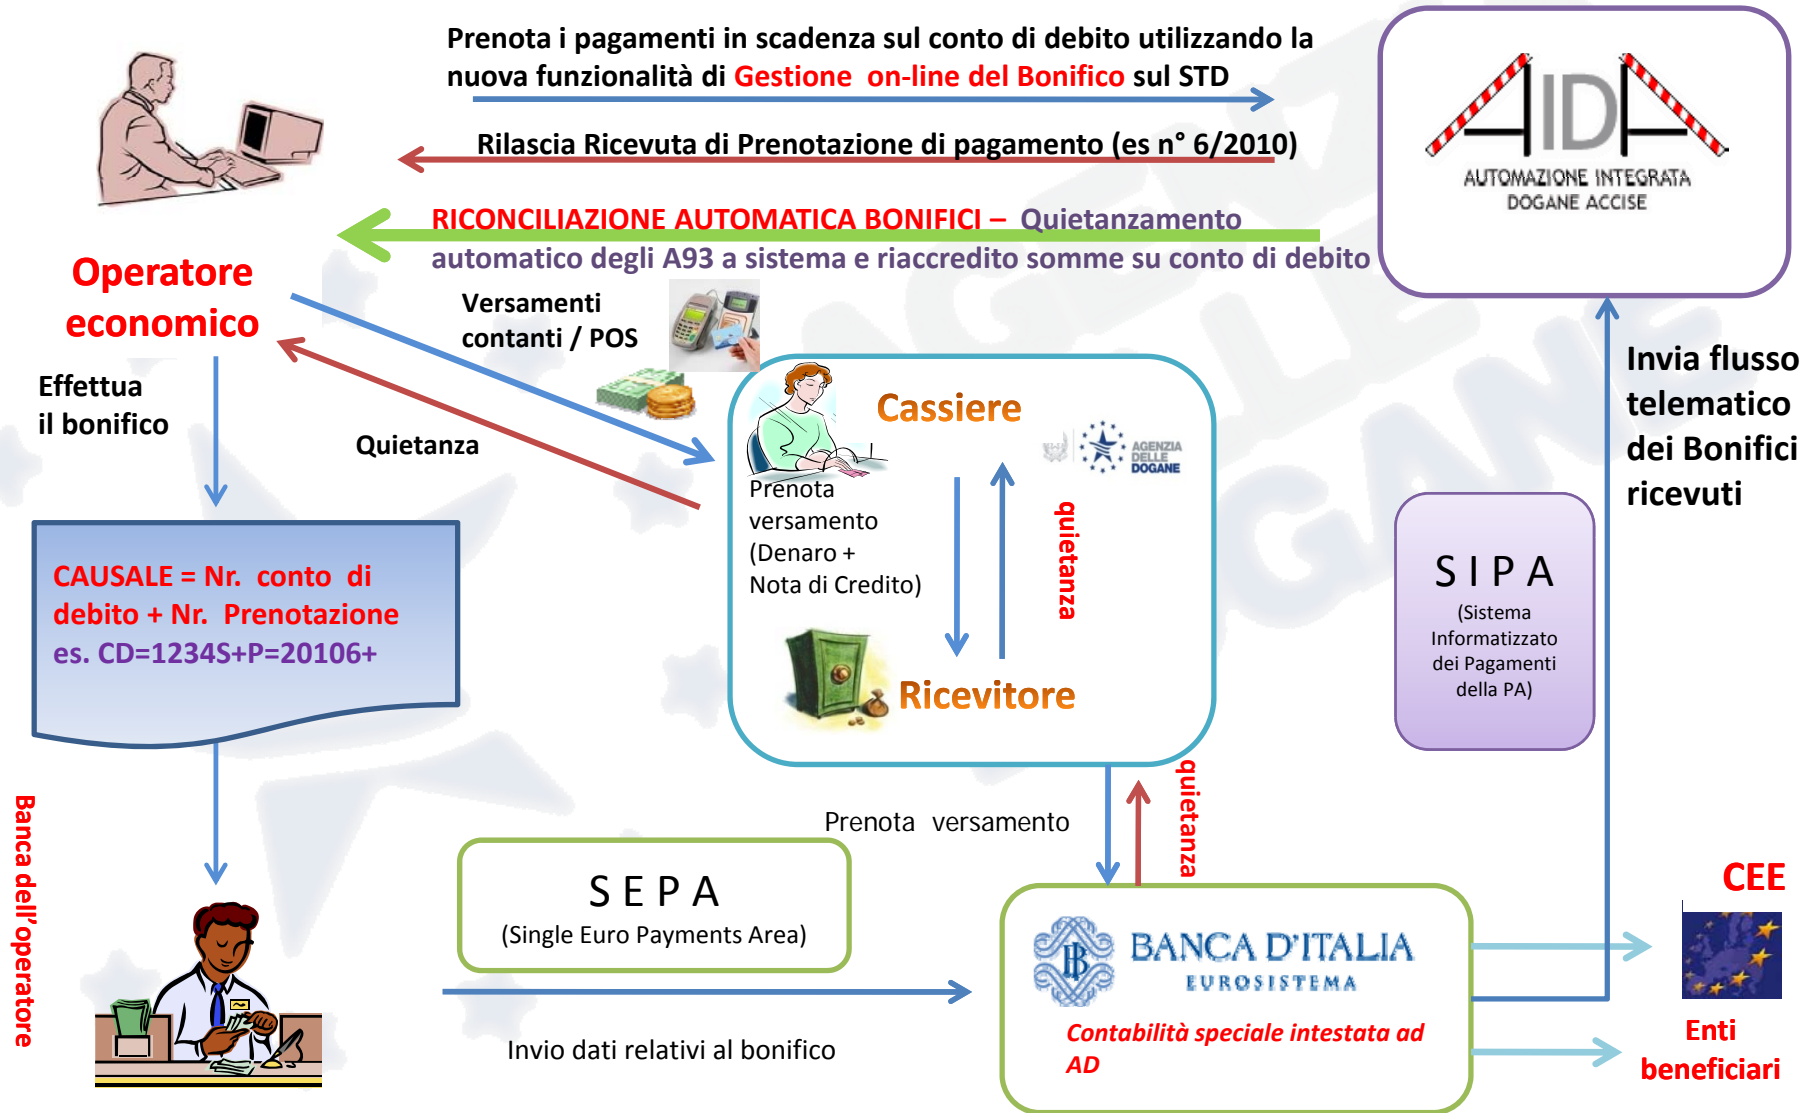 Prenota i pagamenti in scadenza sul conto di debito utilizzando la
nuova funzionalità di Gestione on-line del Bonifico sul STD
Rilascia Ricevuta di Prenotazione di pagamento (es n° 6/2010)
AIDA
AUTOMAZIONE INTEGRATA
DOGANE ACCISE
RICONCILIAZIONE AUTOMATICA BONIFICI – Quietanzamento
automatico degli A93 a sistema e riaccredito somme su conto di debito
Operatore
economico
Versamenti
contanti / POS
Effettua
il bonifico
Quietanza
Invia flusso
telematico
dei Bonifici
ricevuti
Cassiere
AGENZIA
DELLE
DOGANE
Prenota
versamento
(Denaro +
Nota di Credito)
quietanza
Ricevitore
S I P A
(Sistema
Informatizzato
dei Pagamenti
della PA)
CAUSALE = Nr. conto di
debito + Nr. Prenotazione
es. CD=1234S+P=20106+
Banca dell'operatore
Prenota versamento
quietanza
S E P A
(Single Euro Payments Area)
Invio dati relativi al bonifico
BANCA D'ITALIA
EUROSISTEMA
Contabilità speciale intestata ad
AD
CEE
Enti
beneficiari
AGENZIA
DELLE
DOGANE